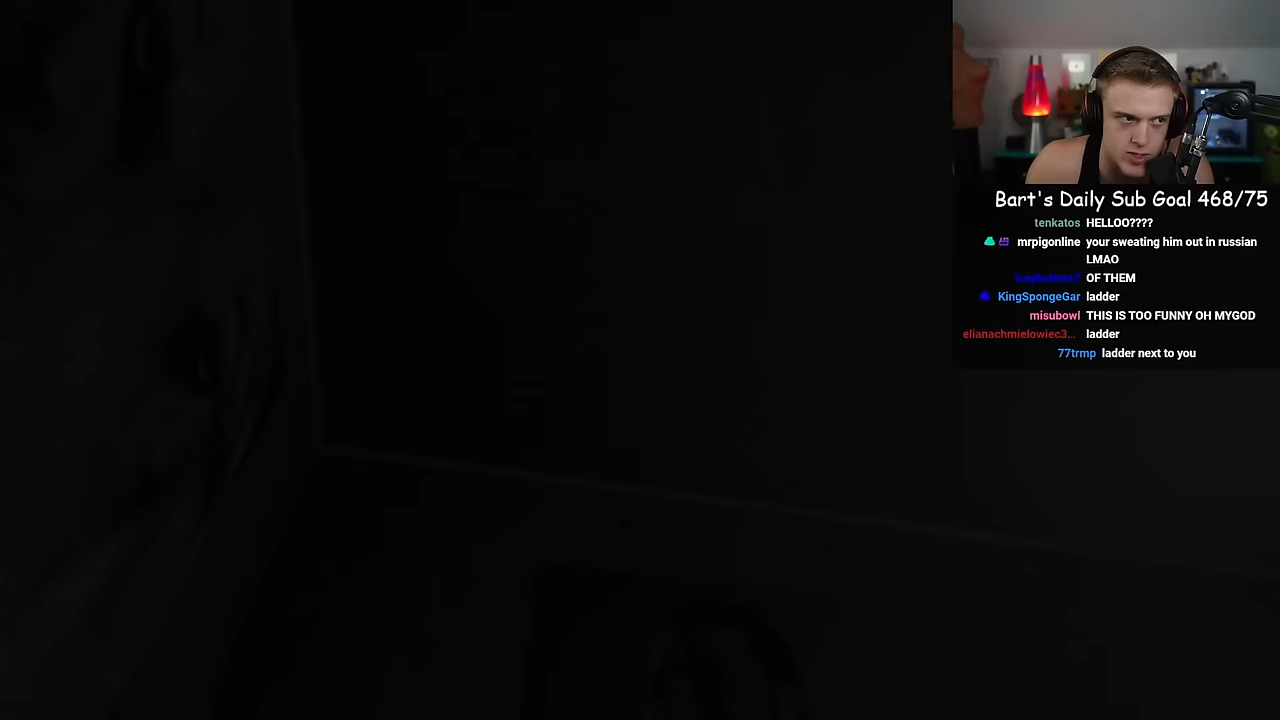 Bart's Daily Sub Goal 468/75
tenkatos HELLOO????
mrpigonline your sweating him out in russian
LMAO
OF THEM
KingSpongeGar ladder
misubowl THIS IS TOO FUNNY OH MYGOD
elianachmielowiec3... ladder
77trmp ladder next to you